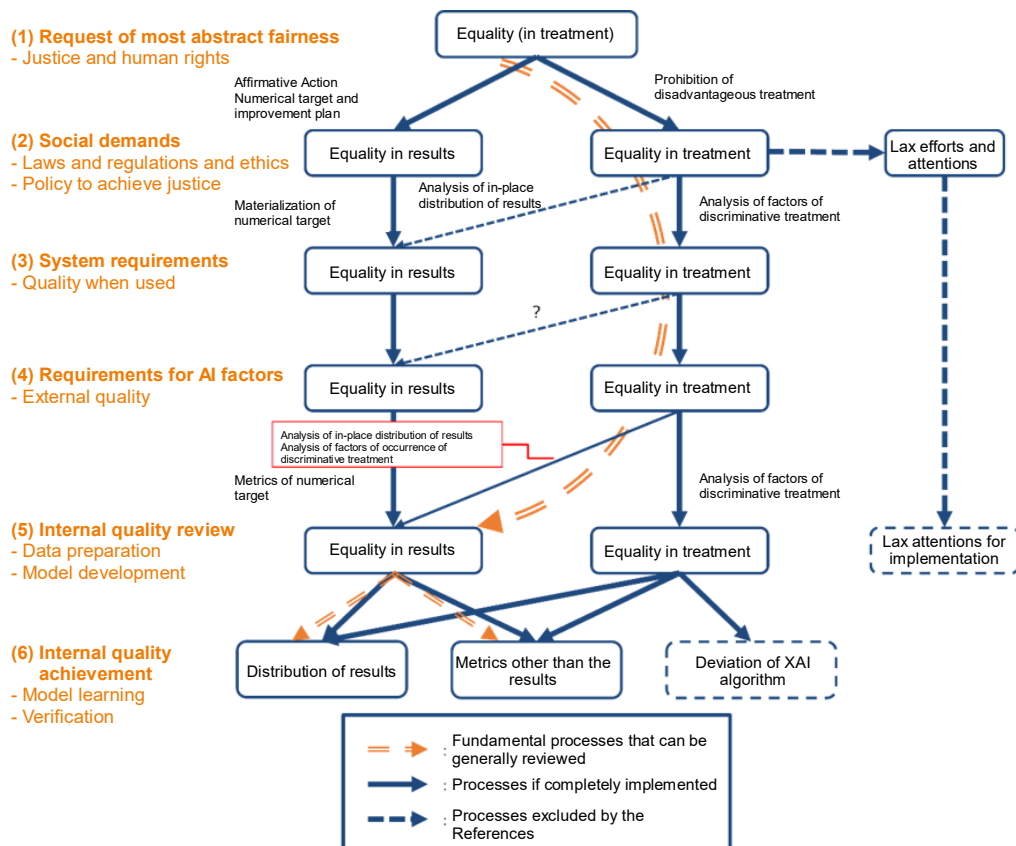 (1) Request of most abstract fairness
- Justice and human rights
Equality (in treatment)
Affirmative Action
Numerical target and
improvement plan
Prohibition of
disadvantageous treatment
(2) Social demands
- Laws and regulations and ethics
- Policy to achieve justice
Equality in results
Equality in treatment
Lax efforts and
attentions
Materialization of
numerical target
Analysis of in-place
distribution of results
Analysis of factors of
discriminative treatment
(3) System requirements
- Quality when used
Equality in results
Equality in treatment
?
(4) Requirements for AI factors
- External quality
Equality in results
Equality in treatment
Analysis of in-place distribution of results
Analysis of factors of occurrence of
discriminative treatment
Metrics of numerical
target
Analysis of factors of
discriminative treatment
(5) Internal quality review
- Data preparation
- Model development
Equality in results
Equality in treatment
Lax attentions for
implementation
(6) Internal quality
achievement
- Model learning
- Verification
Distribution of results
Metrics other than the
results
Deviation of XAI
algorithm
: Fundamental processes that can be
generally reviewed
: Processes if completely implemented
: Processes excluded by the
References